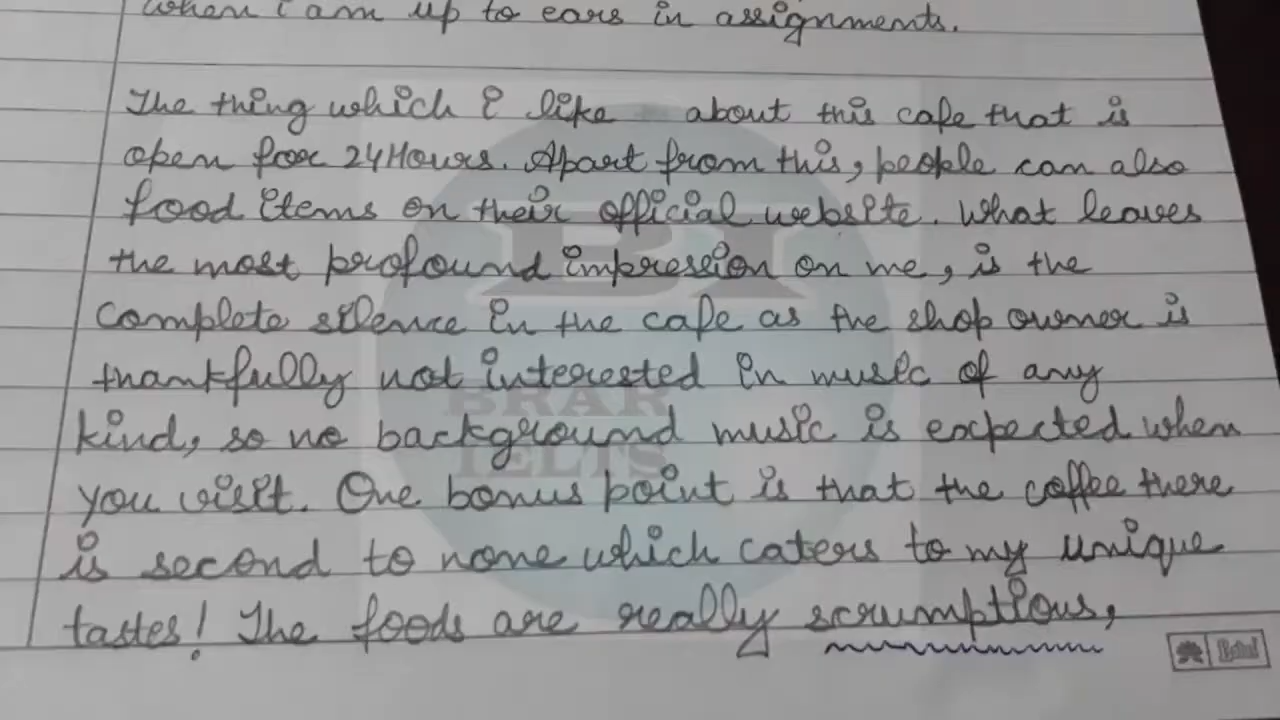 when i am up to ears in assignments.
The thing which i like about this cafe that is
open for 24Hours. Apart from this, people can also
food items on their official website. What leaves
the most profound impression on me, is the
complete silence in the cafe as the shop owner is
thankfully not interested in music of any
kind, so no background music is expected when
you visit. One bonus point is that the coffee there
is second to none which caters to my unique
tastes! The foods are really scrumptious,
BI
BRAR
IELTS